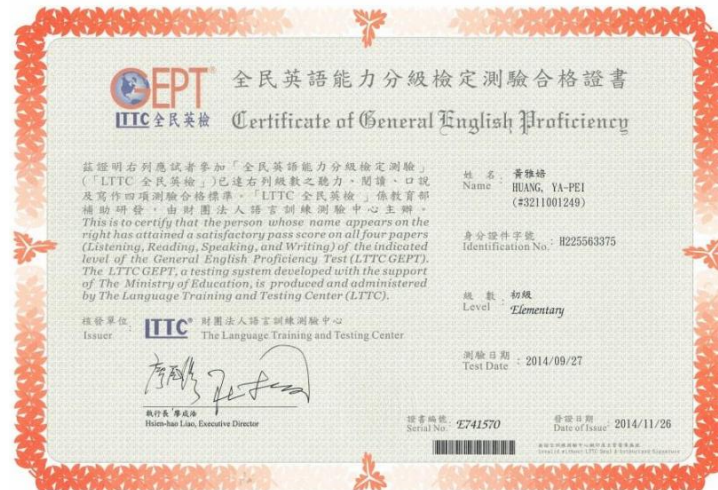 GEPT®
LTTC 全民英檢
全民英語能力分級檢定測驗合格證書
Certificate of General English Proficiency
茲證明右列應試者參加「全民英語能力分級檢定測驗」
(「LTTC 全民英檢」)已達右列級數之聽力、閱讀、口說
及寫作四項測驗合格標準。「LTTC 全民英檢」係教育部
補助研發，由財團法人語言訓練測驗中心主辦。
This is to certify that the person whose name appears on the
right has attained a satisfactory pass score on all four papers
(Listening, Reading, Speaking, and Writing) of the indicated
level of the General English Proficiency Test (LTTC GEPT).
The LTTC GEPT, a testing system developed with the support
of The Ministry of Education, is produced and administered
by The Language Training and Testing Center (LTTC).
核發單位
Issuer
: LTTC® 財團法人語言訓練測驗中心
The Language Training and Testing Center
執行長 廖咸浩
Hsien-hao Liao, Executive Director
姓 名
Name
: 黃雅焙
HUANG, YA-PEI
(#3211001249)
身分證件字號
Identification No.
: H225563375
級 數
Level
: 初級
Elementary
測驗日期
Test Date
: 2014/09/27
證書編號
Serial No.
: E741570
發證日期
Date of Issue
: 2014/11/26
Invalid without LTTC Seal & Authorized Signature